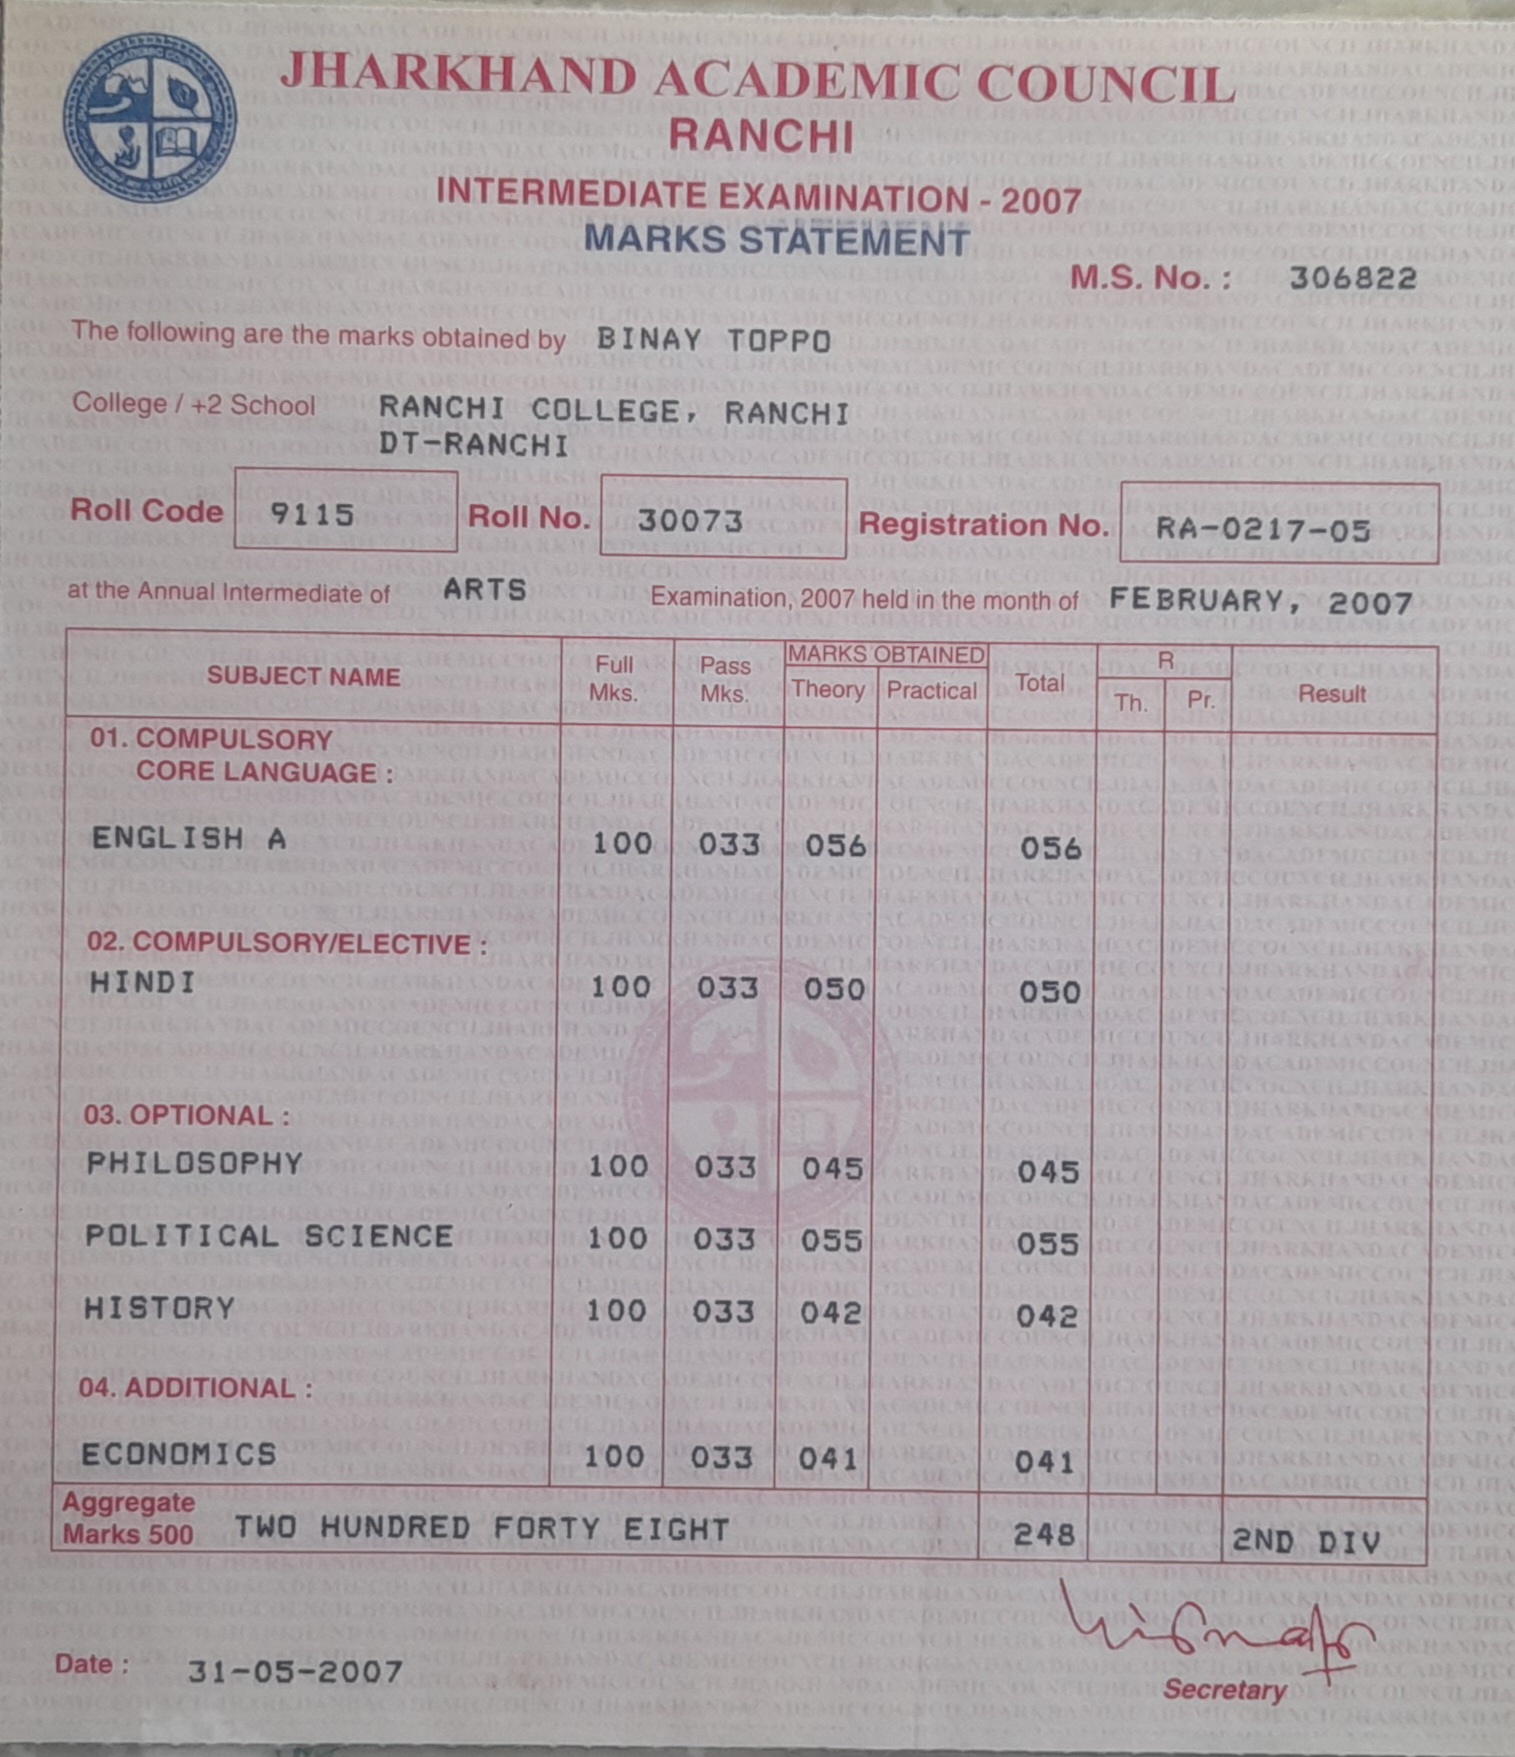 JHARKHAND ACADEMIC COUNCIL
RANCHI
INTERMEDIATE EXAMINATION - 2007
MARKS STATEMENT
M.S. No. : 306822
The following are the marks obtained by BINAY TOPPO
College / +2 School RANCHI COLLEGE, RANCHI
DT-RANCHI
Roll Code 9115 Roll No. 30073 Registration No. RA-0217-05
at the Annual Intermediate of ARTS Examination, 2007 held in the month of FEBRUARY, 2007
SUBJECT NAME Full Mks. Pass Mks. MARKS OBTAINED Theory Practical Total R Th. Pr. Result
01. COMPULSORY
CORE LANGUAGE :
ENGLISH A 100 033 056 056
02. COMPULSORY/ELECTIVE :
HINDI 100 033 050 050
03. OPTIONAL :
PHILOSOPHY 100 033 045 045
POLITICAL SCIENCE 100 033 055 055
HISTORY 100 033 042 042
04. ADDITIONAL :
ECONOMICS 100 033 041 041
Aggregate
Marks 500 TWO HUNDRED FORTY EIGHT 248 2ND DIV
Date : 31-05-2007
Secretary